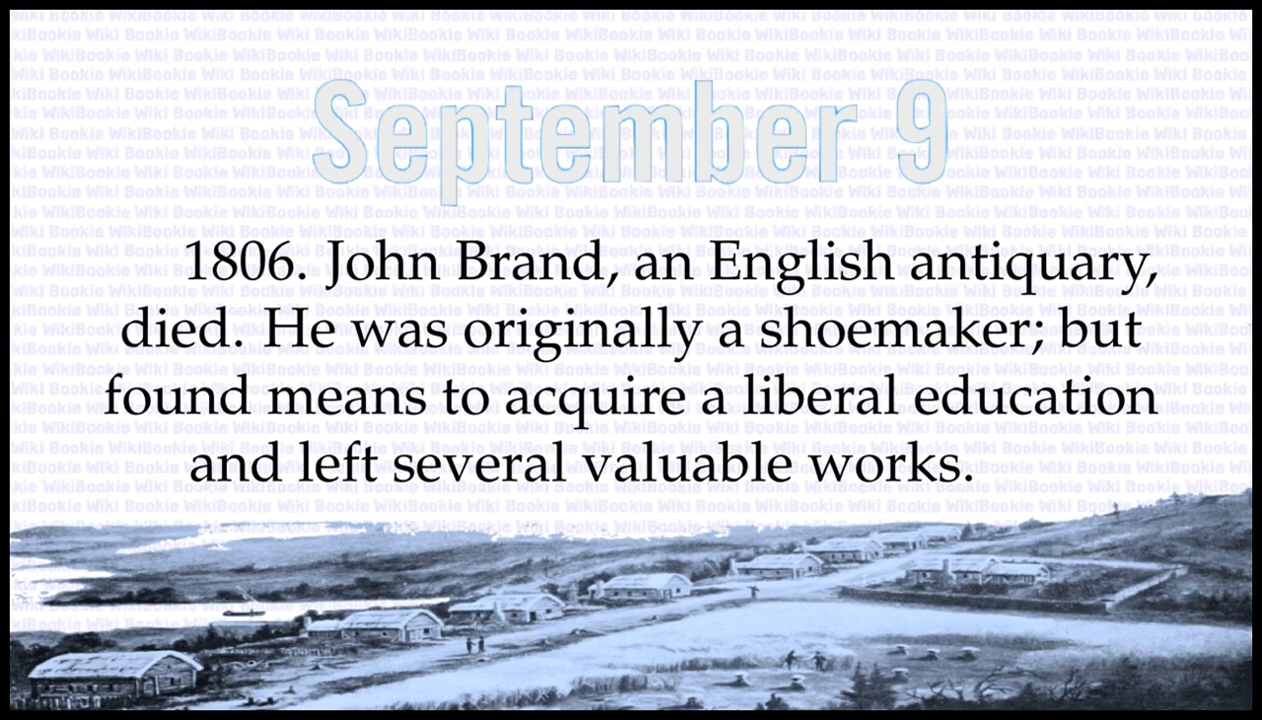 September 9
1806. John Brand, an English antiquary,
died. He was originally a shoemaker; but
found means to acquire a liberal education
and left several valuable works.